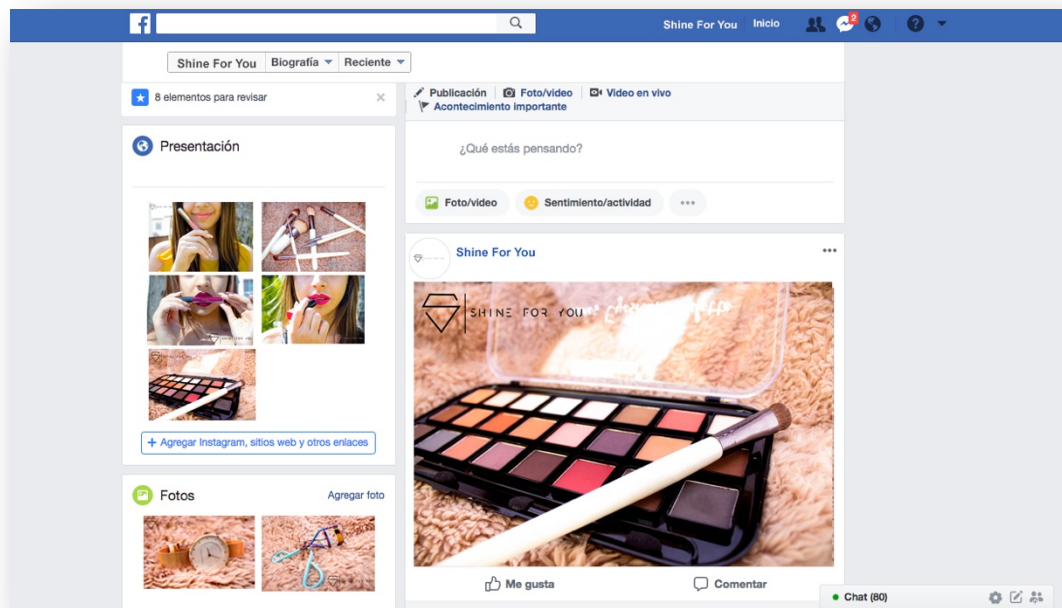 f
Shine For You Inicio 2 ?
Shine For You Biografía Reciente
8 elementos para revisar
Publicación Foto/video Video en vivo
Acontecimiento importante
Presentación
¿Qué estás pensando?
Foto/video Sentimiento/actividad
Shine For You
SHINE FOR YOU
+ Agregar Instagram, sitios web y otros enlaces
Fotos Agregar foto
Me gusta Comentar
Chat (80)